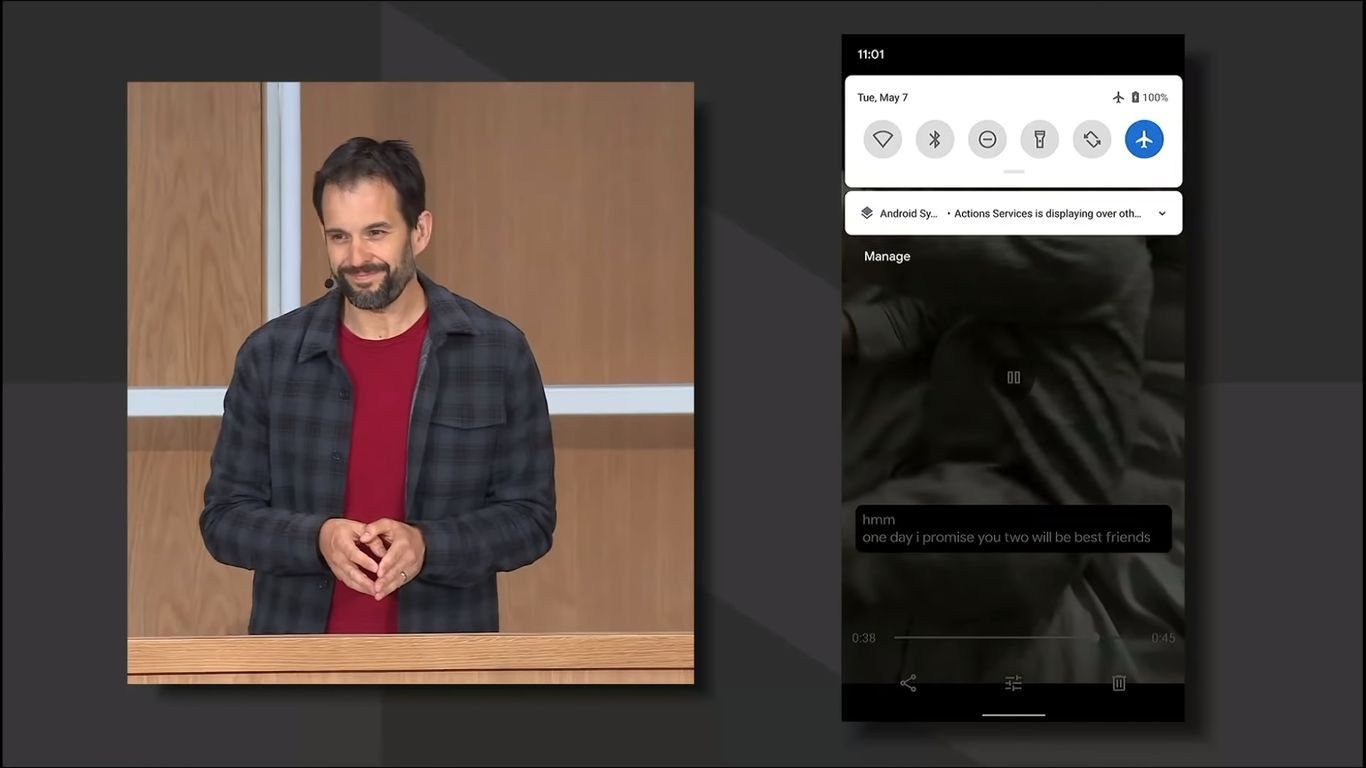 11:01
Tue, May 7
100%
Android Sy... • Actions Services is displaying over oth...
Manage
hmm
one day i promise you two will be best friends
0:38
0:45